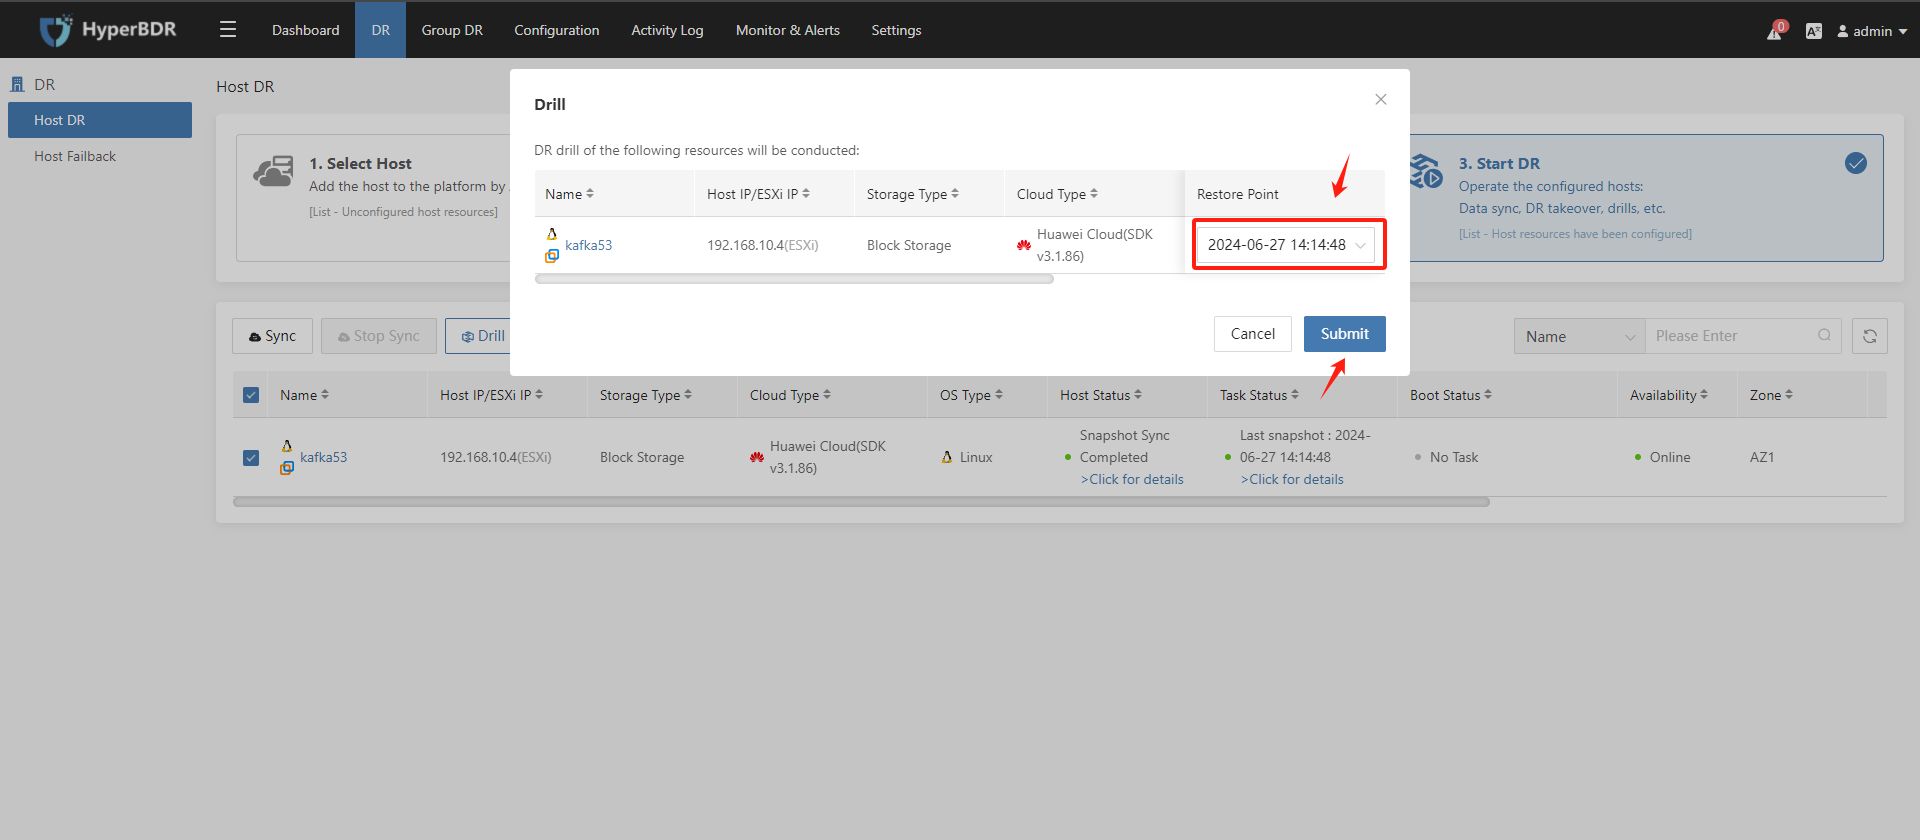 HyperBDR
Dashboard
DR
Group DR
Configuration
Activity Log
Monitor & Alerts
Settings
0
admin
DR
Host DR
Host Failback
Host DR
1. Select Host
Add the host to the platform by
[List - Unconfigured host resources]
3. Start DR
Operate the configured hosts:
Data sync, DR takeover, drills, etc.
[List - Host resources have been configured]
Drill
DR drill of the following resources will be conducted:
Name
Host IP/ESXi IP
Storage Type
Cloud Type
Restore Point
kafka53
192.168.10.4(ESXi)
Block Storage
Huawei Cloud(SDK
v3.1.86)
2024-06-27 14:14:48
Cancel
Submit
Sync
Stop Sync
Drill
Name
Please Enter
Name
Host IP/ESXi IP
Storage Type
Cloud Type
OS Type
Host Status
Task Status
Boot Status
Availability
Zone
kafka53
192.168.10.4(ESXi)
Block Storage
Huawei Cloud(SDK
v3.1.86)
Linux
Snapshot Sync
Completed
>Click for details
Last snapshot : 2024-
06-27 14:14:48
>Click for details
No Task
Online
AZ1